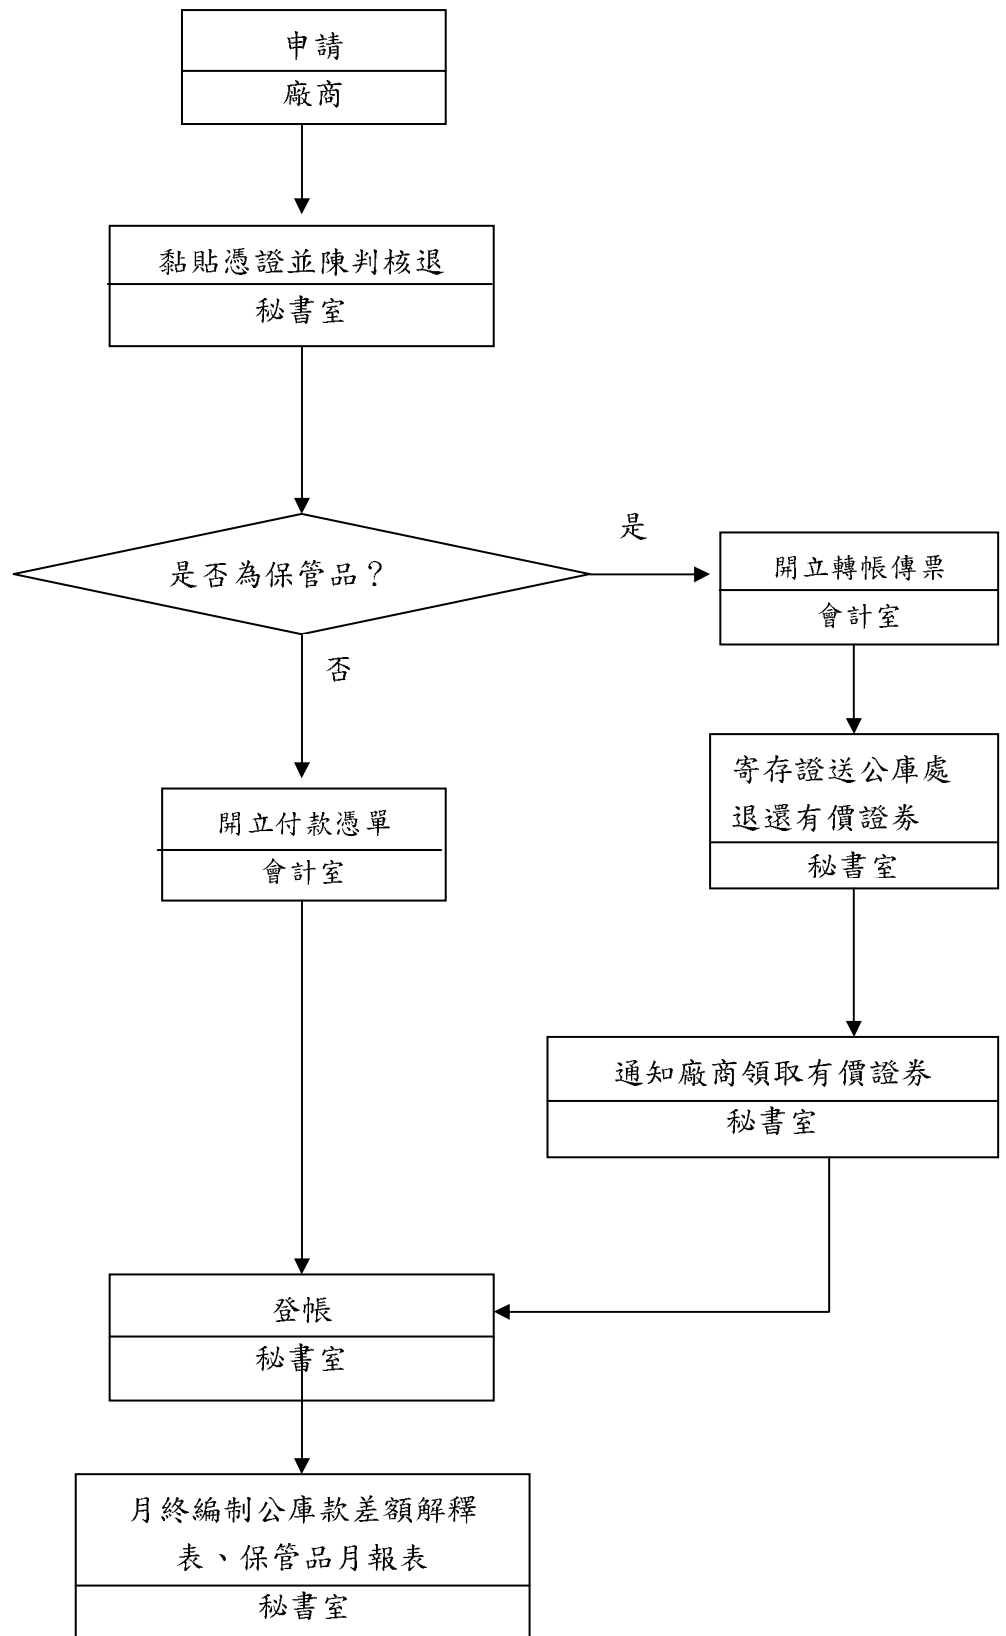 申請
廠商
黏貼憑證並陳判核退
秘書室
是否為保管品？
是
開立轉帳傳票
會計室
否
寄存證送公庫處
退還有價證券
秘書室
開立付款憑單
會計室
通知廠商領取有價證券
秘書室
登帳
秘書室
月終編制公庫款差額解釋
表、保管品月報表
秘書室